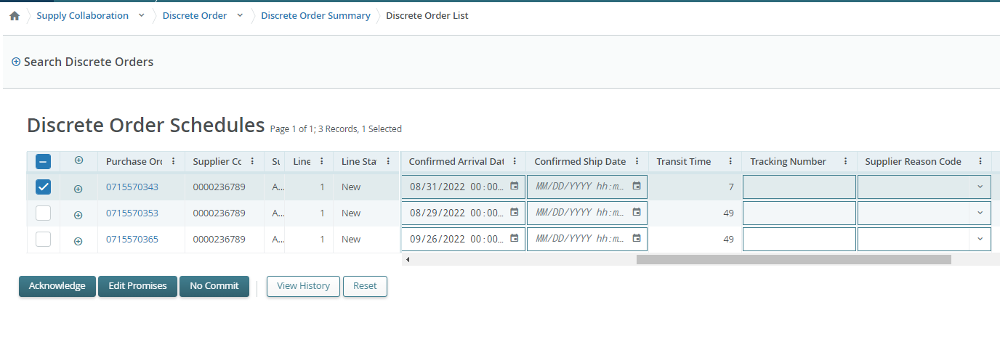 Supply Collaboration Discrete Order Discrete Order Summary Discrete Order List
Search Discrete Orders
Discrete Order Schedules Page 1 of 1; 3 Records, 1 Selected
Purchase Orc Supplier Cc Su Line Line Stat Confirmed Arrival Dat Confirmed Ship Date Transit Time Tracking Number Supplier Reason Code
0715570343 0000236789 A... 1 New 08/31/2022 00:00... MM/DD/YYYY hh:m... 7
0715570353 0000236789 A... 1 New 08/29/2022 00:00... MM/DD/YYYY hh:m... 49
0715570365 0000236789 A... 1 New 09/26/2022 00:00... MM/DD/YYYY hh:m... 49
Acknowledge Edit Promises No Commit View History Reset